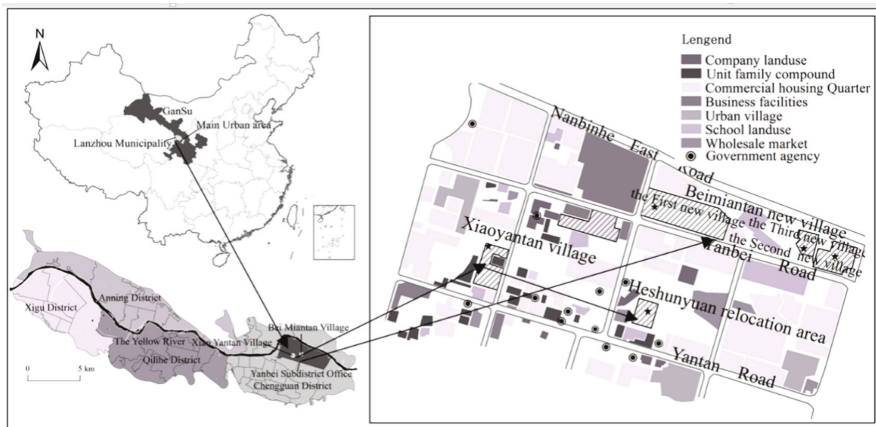 N
GanSu
Main Urban area
Lanzhou Municipality
Xigu District
Anning District
The Yellow River
Qilihe District
Xiao Yantan Village
Bai Miantan Village
Yanbei Subdistrict Office
Chengguan District
0 5 km
Lengend
Company landuse
Unit family compound
Commercial housing Quarter
Business facilities
Urban village
School landuse
Wholesale market
Government agency
Nanbinhe East Road
Beimiantan new village
the First new village
the Third new village
the Second new village
Yanbei Road
Xiaoyantan village
Heshunyuan relocation area
Yantan Road